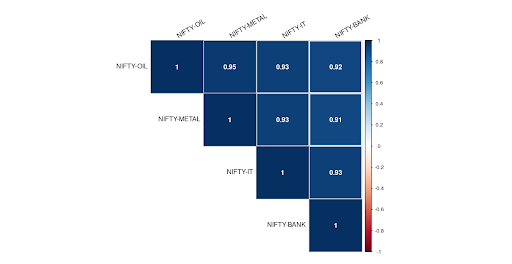 NIFTY-OIL
NIFTY-METAL
NIFTY-IT
NIFTY-BANK
NIFTY-OIL 1 0.95 0.93 0.92
NIFTY-METAL 1 0.93 0.91
NIFTY-IT 1 0.93
NIFTY-BANK 1
1
0.8
0.6
0.4
0.2
0
-0.2
-0.4
-0.6
-0.8
-1